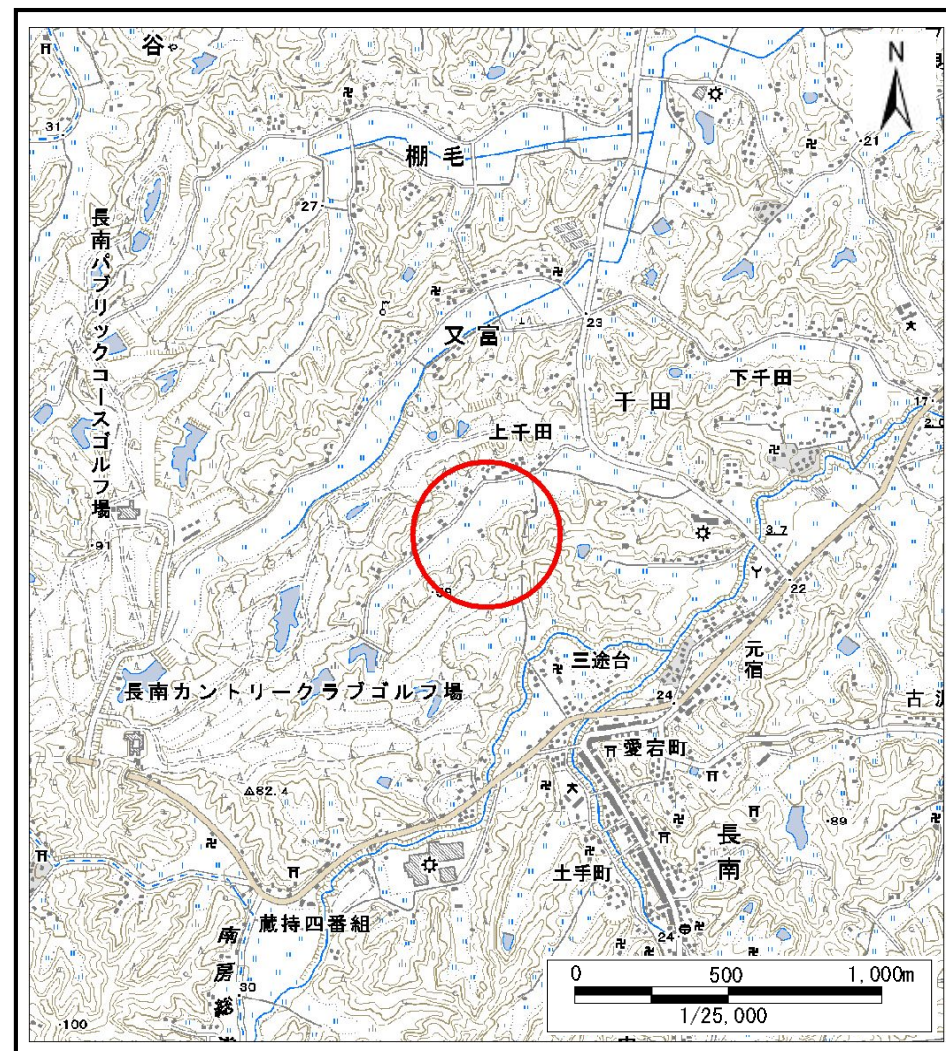 谷や
N
31
21
棚毛
長南パブリックコースゴルフ場
27
又富
23
千田
下千田
17
上千田
3.7
91
22
三途台
元宿
長南カントリークラブゴルフ場
24
愛宕町
82.4
89
長南
土手町
蔵持四番組
24
南房総
30
100
0 500 1,000m
1/25,000